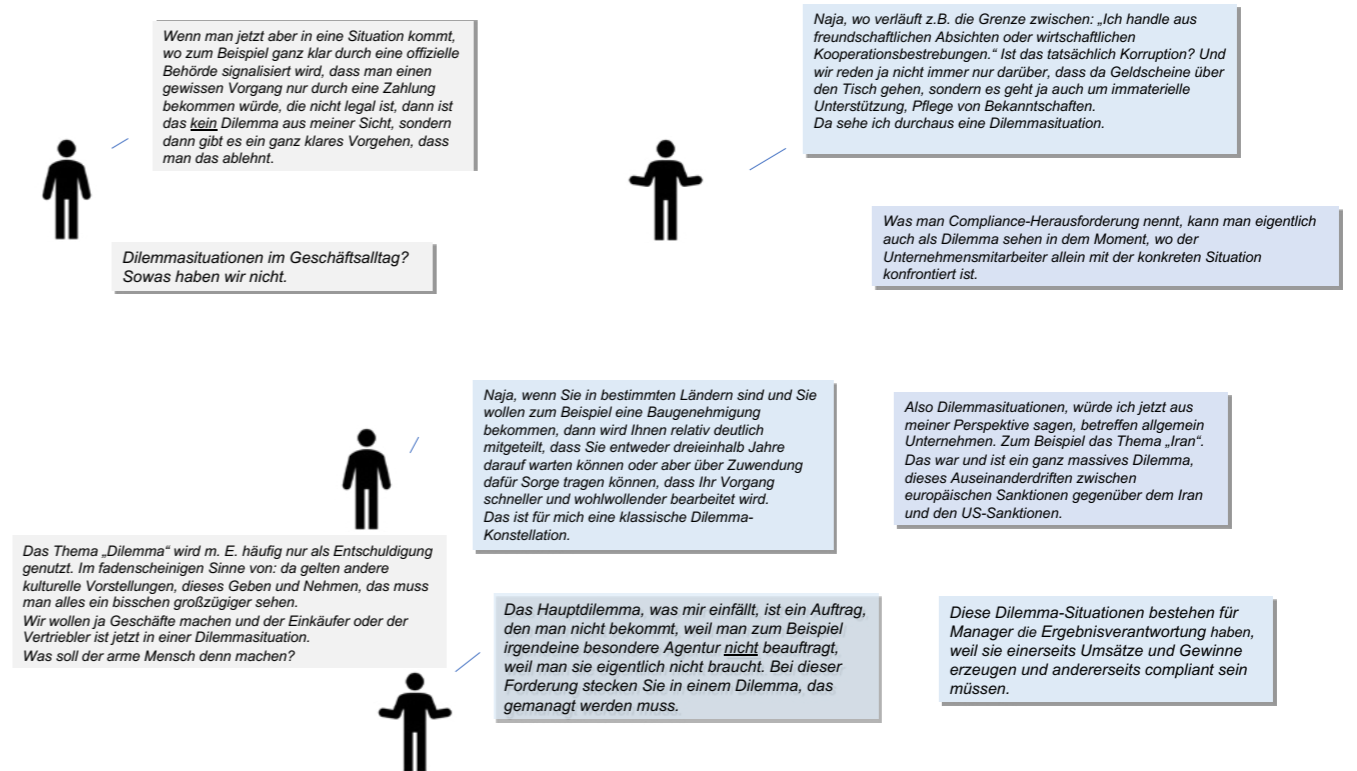 Wenn man jetzt aber in eine Situation kommt,
wo zum Beispiel ganz klar durch eine offizielle
Behörde signalisiert wird, dass man einen
gewissen Vorgang nur durch eine Zahlung
bekommen würde, die nicht legal ist, dann ist
das kein Dilemma aus meiner Sicht, sondern
dann gibt es ein ganz klares Vorgehen, dass
man das ablehnt.
Naja, wo verläuft z.B. die Grenze zwischen: „Ich handle aus
freundschaftlichen Absichten oder wirtschaftlichen
Kooperationsbestrebungen.“ Ist das tatsächlich Korruption? Und
wir reden ja nicht immer nur darüber, dass da Geldscheine über
den Tisch gehen, sondern es geht ja auch um immaterielle
Unterstützung, Pflege von Bekanntschaften.
Da sehe ich durchaus eine Dilemmasituation.
Dilemmasituationen im Geschäftsalltag?
Sowas haben wir nicht.
Was man Compliance-Herausforderung nennt, kann man eigentlich
auch als Dilemma sehen in dem Moment, wo der
Unternehmensmitarbeiter allein mit der konkreten Situation
konfrontiert ist.
Naja, wenn Sie in bestimmten Ländern sind und Sie
wollen zum Beispiel eine Baugenehmigung
bekommen, dann wird Ihnen relativ deutlich
mitgeteilt, dass Sie entweder dreieinhalb Jahre
darauf warten können oder aber über Zuwendung
dafür Sorge tragen können, dass Ihr Vorgang
schneller und wohlwollender bearbeitet wird.
Das ist für mich eine klassische Dilemma-
Konstellation.
Also Dilemmasituationen, würde ich jetzt aus
meiner Perspektive sagen, betreffen allgemein
Unternehmen. Zum Beispiel das Thema „Iran“.
Das war und ist ein ganz massives Dilemma,
dieses Auseinanderdriften zwischen
europäischen Sanktionen gegenüber dem Iran
und den US-Sanktionen.
Das Thema „Dilemma“ wird m. E. häufig nur als Entschuldigung
genutzt. Im fadenscheinigen Sinne von: da gelten andere
kulturelle Vorstellungen, dieses Geben und Nehmen, das muss
man alles ein bisschen großzügiger sehen.
Wir wollen ja Geschäfte machen und der Einkäufer oder der
Vertriebler ist jetzt in einer Dilemmasituation.
Was soll der arme Mensch denn machen?
Das Hauptdilemma, was mir einfällt, ist ein Auftrag,
den man nicht bekommt, weil man zum Beispiel
irgendeine besondere Agentur nicht beauftragt,
weil man sie eigentlich nicht braucht. Bei dieser
Forderung stecken Sie in einem Dilemma, das
gemanagt werden muss.
Diese Dilemma-Situationen bestehen für
Manager die Ergebnisverantwortung haben,
weil sie einerseits Umsätze und Gewinne
erzeugen und andererseits compliant sein
müssen.